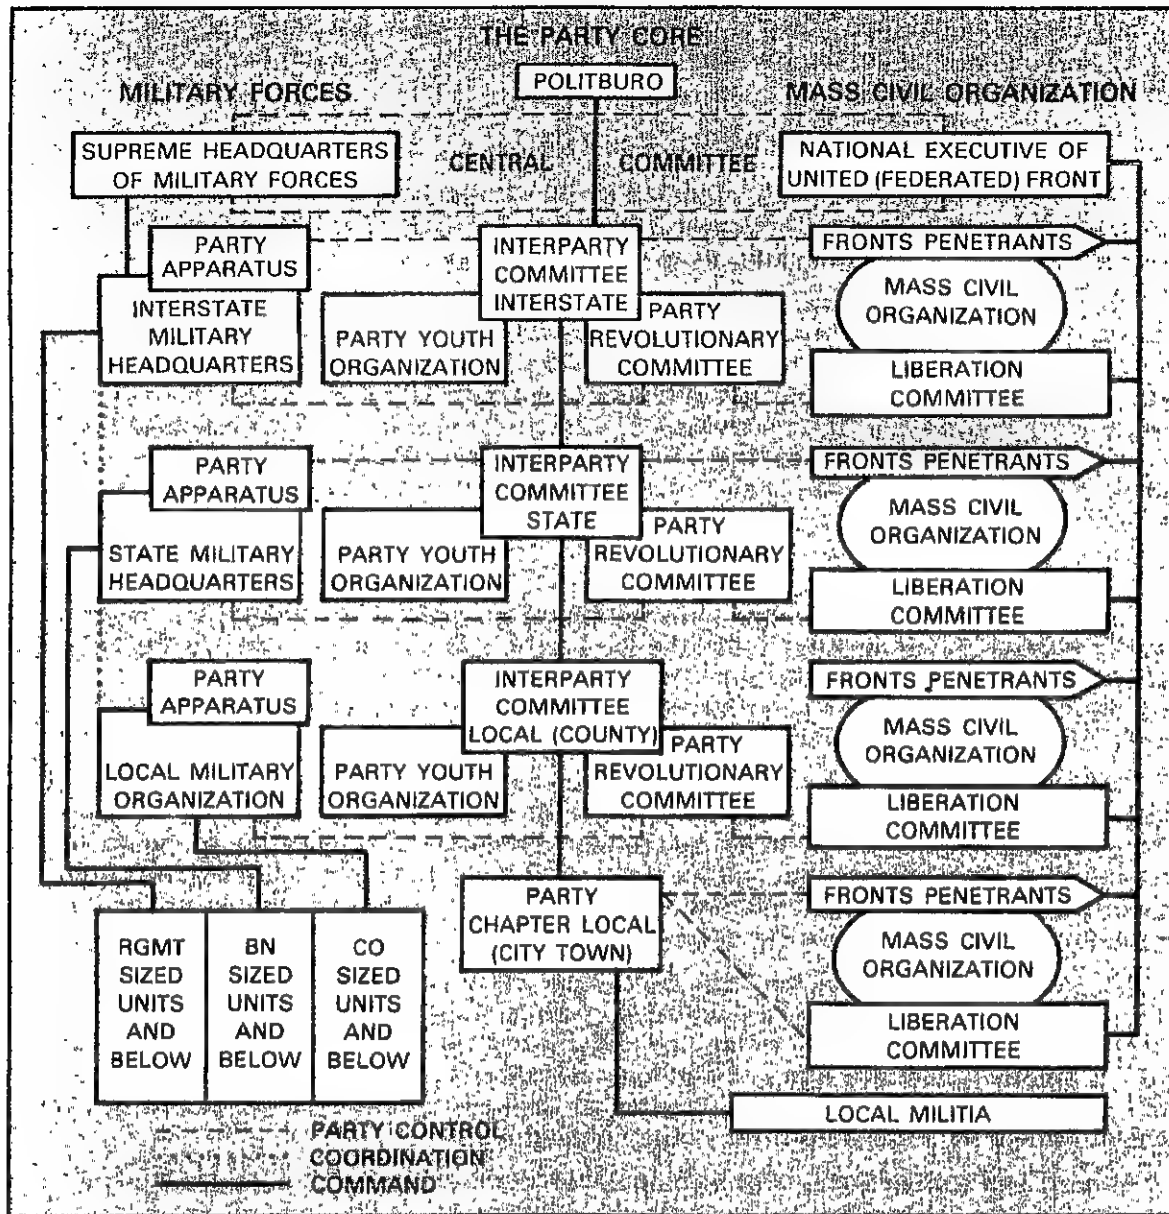 THE PARTY CORE
POLITBURO
MILITARY FORCES
MASS CIVIL ORGANIZATION
SUPREME HEADQUARTERS
OF MILITARY FORCES
CENTRAL COMMITTEE
NATIONAL EXECUTIVE OF
UNITED (FEDERATED) FRONT
PARTY
APPARATUS
INTERSTATE
MILITARY
HEADQUARTERS
INTERPARTY
COMMITTEE
INTERSTATE
PARTY YOUTH
ORGANIZATION
PARTY
REVOLUTIONARY
COMMITTEE
FRONTS PENETRANTS
MASS CIVIL
ORGANIZATION
LIBERATION
COMMITTEE
PARTY
APPARATUS
STATE MILITARY
HEADQUARTERS
INTERPARTY
COMMITTEE
STATE
PARTY YOUTH
ORGANIZATION
PARTY
REVOLUTIONARY
COMMITTEE
FRONTS PENETRANTS
MASS CIVIL
ORGANIZATION
LIBERATION
COMMITTEE
PARTY
APPARATUS
LOCAL MILITARY
ORGANIZATION
INTERPARTY
COMMITTEE
LOCAL (COUNTY)
PARTY YOUTH
ORGANIZATION
PARTY
REVOLUTIONARY
COMMITTEE
FRONTS PENETRANTS
MASS CIVIL
ORGANIZATION
LIBERATION
COMMITTEE
RGMT
SIZED
UNITS
AND
BELOW
BN
SIZED
UNITS
AND
BELOW
CO
SIZED
UNITS
AND
BELOW
PARTY
CHAPTER LOCAL
(CITY TOWN)
FRONTS PENETRANTS
MASS CIVIL
ORGANIZATION
LIBERATION
COMMITTEE
LOCAL MILITIA
PARTY CONTROL
COORDINATION
COMMAND